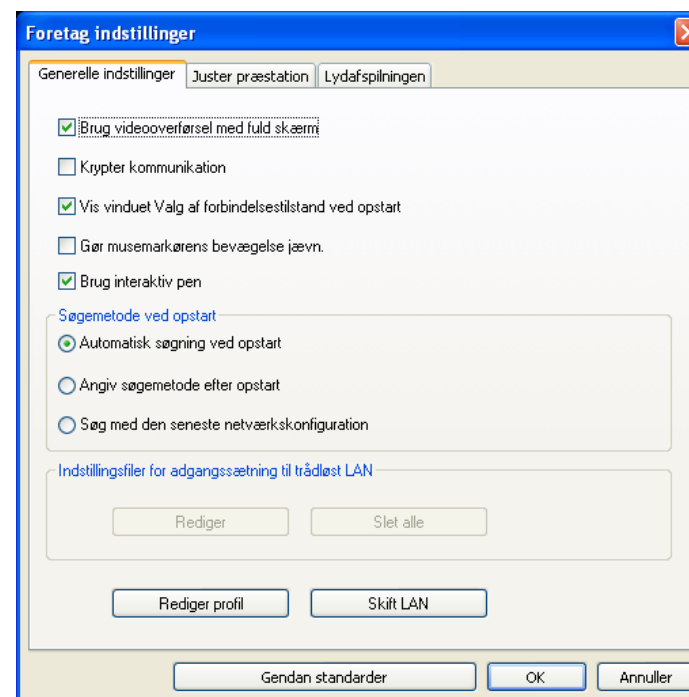 Foretag indstillinger
Generelle indstillinger Juster præstation Lydafspilningen
Brug videooverførsel med fuld skærm
Krypter kommunikation
Vis vinduet Valg af forbindelsestilstand ved opstart
Gør musemarkørens bevægelse jævn.
Brug interaktiv pen
Søgemetode ved opstart
Automatisk søgning ved opstart
Angiv søgemetode efter opstart
Søg med den seneste netværkskonfiguration
Indstillingsfiler for adgangssætning til trådløst LAN
Rediger Slet alle
Rediger profil Skift LAN
Gendan standarder OK Annuller